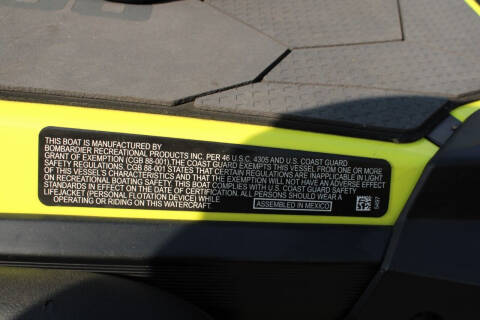 THIS BOAT IS MANUFACTURED BY
BOMBARDIER RECREATIONAL PRODUCTS INC. PER 46 U.S.C. 4305 AND U.S. COAST GUARD
GRANT OF EXEMPTION (CGB 88-001),THE COAST GUARD EXEMPTS THIS VESSEL FROM ONE OR MORE
SAFETY REGULATIONS. CGB 88-001 STATES THAT CERTAIN REGULATIONS ARE INAPPLICABLE IN LIGHT
OF THIS VESSEL'S CHARACTERISTICS AND THAT THE EXEMPTION WILL NOT HAVE AN ADVERSE EFFECT
ON RECREATIONAL BOATING SAFETY. THIS BOAT COMPLIES WITH U.S COAST GUARD SAFETY
STANDARDS IN EFFECT ON THE DATE OF CERTIFICATION. ALL PERSONS SHOULD WEAR A
LIFEJACKET (PERSONAL FLOTATION DEVICE) WHILE
OPERATING OR RIDING ON THIS WATERCRAFT.
ASSEMBLED IN MEXICO